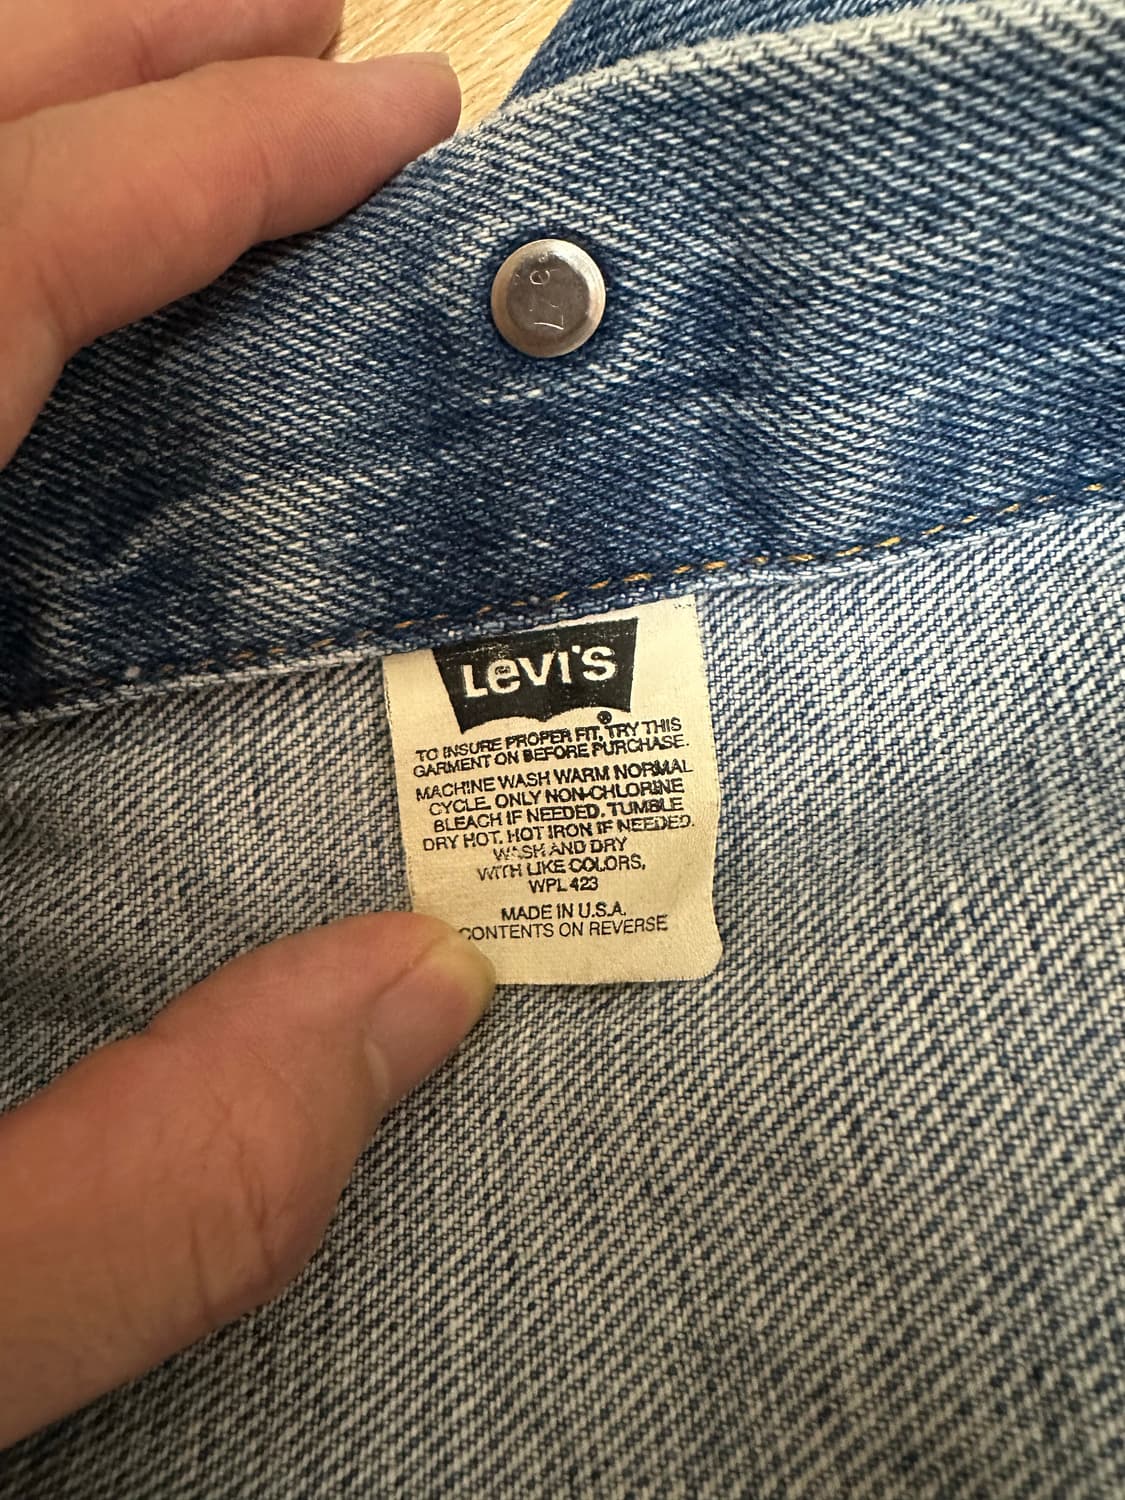 LEVI'S
®
TO INSURE PROPER FIT, TRY THIS
GARMENT ON BEFORE PURCHASE.
MACHINE WASH WARM NORMAL
CYCLE. ONLY NON-CHLORINE
BLEACH IF NEEDED. TUMBLE
DRY HOT. HOT IRON IF NEEDED.
WASH AND DRY
WITH LIKE COLORS.
WPL 423
MADE IN U.S.A.
CONTENTS ON REVERSE